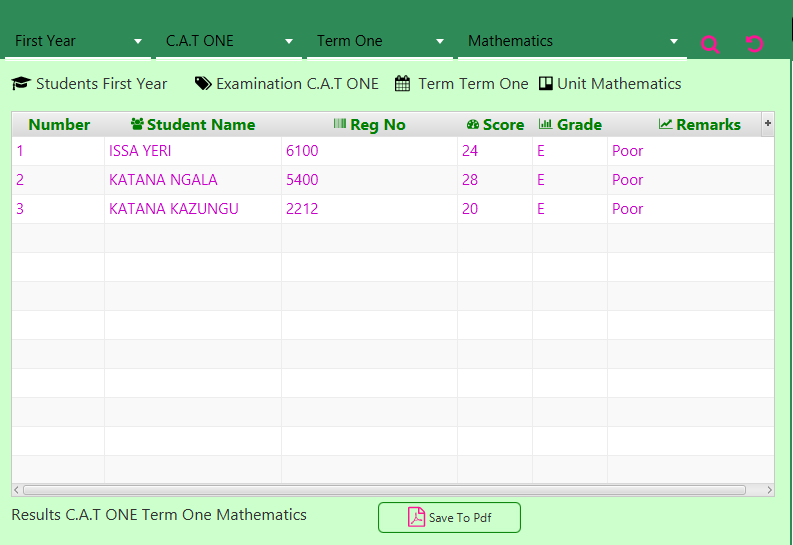 First Year C.A.T ONE Term One Mathematics
Students First Year Examination C.A.T ONE Term Term One Unit Mathematics
Number Student Name Reg No Score Grade Remarks +
1 ISSA YERI 6100 24 E Poor
2 KATANA NGALA 5400 28 E Poor
3 KATANA KAZUNGU 2212 20 E Poor
Results C.A.T ONE Term One Mathematics Save To Pdf